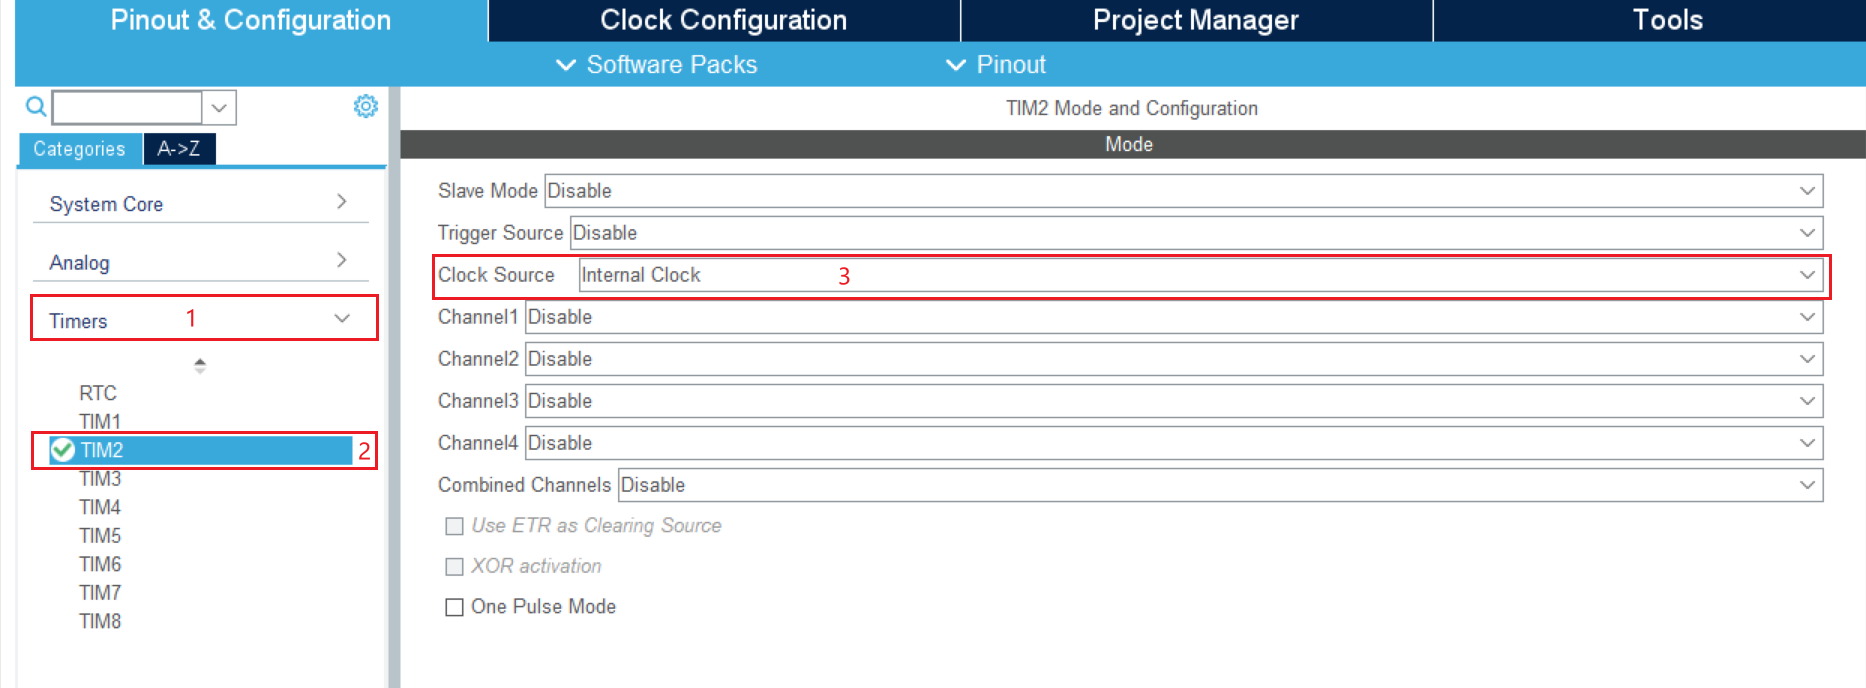 Pinout & Configuration
Clock Configuration
Project Manager
Tools
Software Packs
Pinout
Categories
A->Z
System Core
Analog
Timers 1
RTC
TIM1
TIM2 2
TIM3
TIM4
TIM5
TIM6
TIM7
TIM8
TIM2 Mode and Configuration
Mode
Slave Mode Disable
Trigger Source Disable
Clock Source Internal Clock 3
Channel1 Disable
Channel2 Disable
Channel3 Disable
Channel4 Disable
Combined Channels Disable
Use ETR as Clearing Source
XOR activation
One Pulse Mode